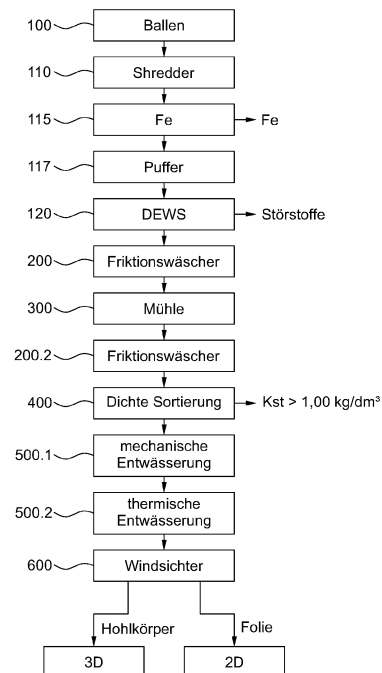 100 Ballen
110 Shredder
115 Fe Fe
117 Puffer
120 DEWS Störstoffe
200 Friktionswäscher
300 Mühle
200.2 Friktionswäscher
400 Dichte Sortierung Kst > 1,00 kg/dm³
500.1 mechanische
Entwässerung
500.2 thermische
Entwässerung
600 Windsichter
Hohlkörper Folie
3D 2D